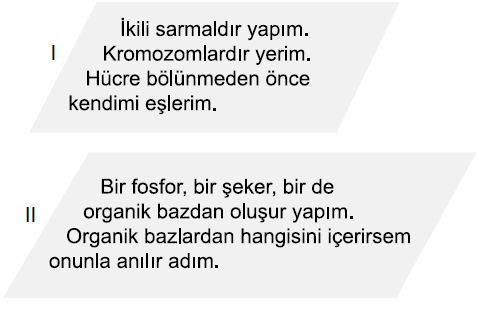 I
İkili sarmaldır yapım.
Kromozomlardır yerim.
Hücre bölünmeden önce
kendimi eşlerim.
II
Bir fosfor, bir şeker, bir de
organik bazdan oluşur yapım.
Organik bazlardan hangisini içerirsem
onunla anılır adım.